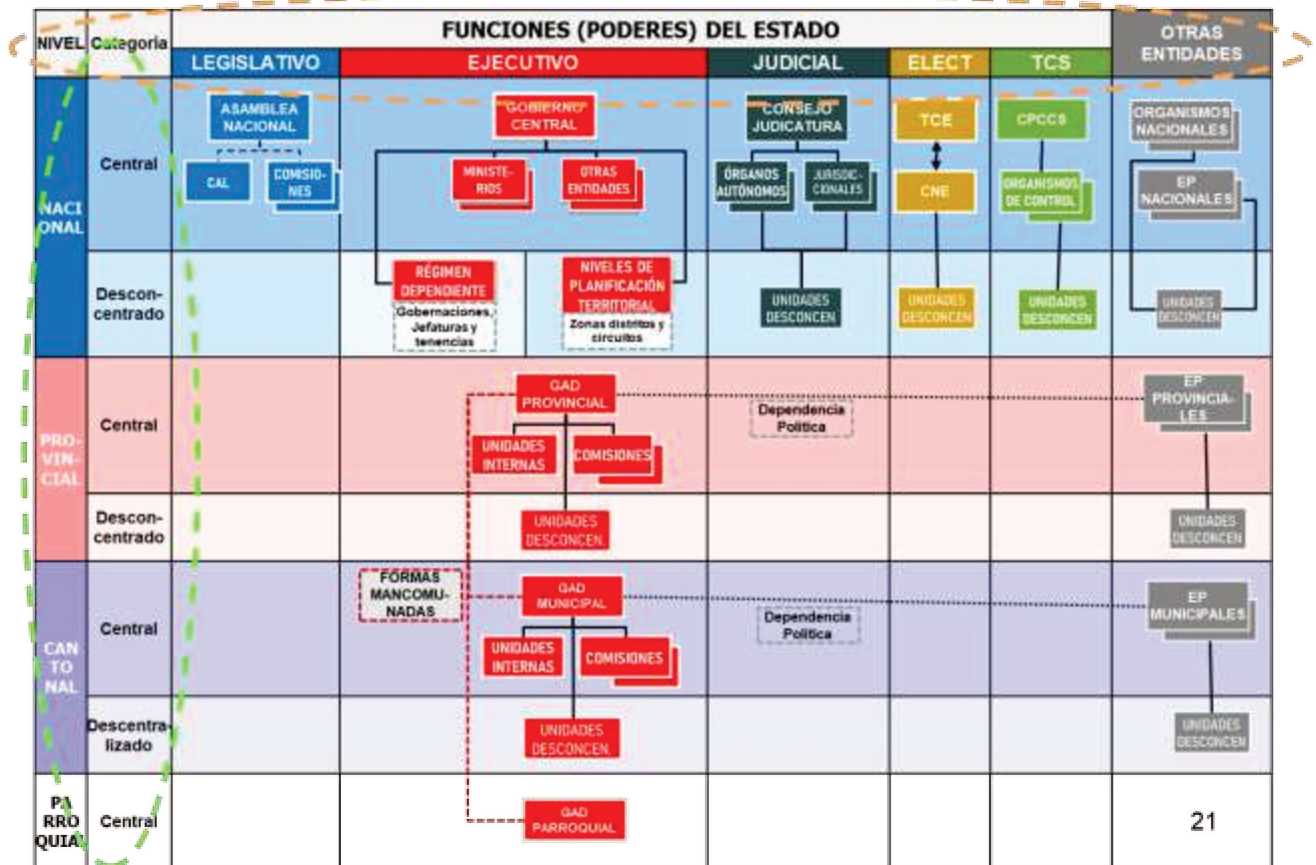 FUNCIONES (PODERES) DEL ESTADO
NIVEL
Categoria
OTRAS
ENTIDADES
LEGISLATIVO
EJECUTIVO
JUDICIAL
ELECT
TCS
NACI
ONAL
Central
ASAMBLEA
NACIONAL
CAL
COMISIO-
NES
GOBIERNO
CENTRAL
MINISTE-
RIOS
OTRAS
ENTIDADES
CONSEJO
JUDICATURA
ÓRGANOS
AUTÓNOMOS
JURISDIC-
CIONALES
TCE
CNE
CPCCS
ORGANISMOS
DE CONTROL
ORGANISMOS
NACIONALES
EP
NACIONALES
Descon-
centrado
RÉGIMEN
DEPENDIENTE
Gobernaciones,
Jefaturas y
tenencias
NIVELES DE
PLANIFICACIÓN
TERRITORIAL
Zonas distritos y
circuitos
UNIDADES
DESCONCEN
UNIDADES
DESCONCEN
UNIDADES
DESCONCEN
UNIDADES
DESCONCEN
PRO-
VIN-
CIAL
Central
GAD
PROVINCIAL
UNIDADES
INTERNAS
COMISIONES
Dependencia
Política
EP
PROVINCIA-
LES
Descon-
centrado
UNIDADES
DESCONCEN.
UNIDADES
DESCONCEN
CAN
TO
NAL
Central
FORMAS
MANCOMU-
NADAS
GAD
MUNICIPAL
UNIDADES
INTERNAS
COMISIONES
Dependencia
Política
EP
MUNICIPALES
Descentra-
lizado
UNIDADES
DESCONCEN.
UNIDADES
DESCONCEN
PA
RRO
QUIAL
Central
GAD
PARROQUIAL
21